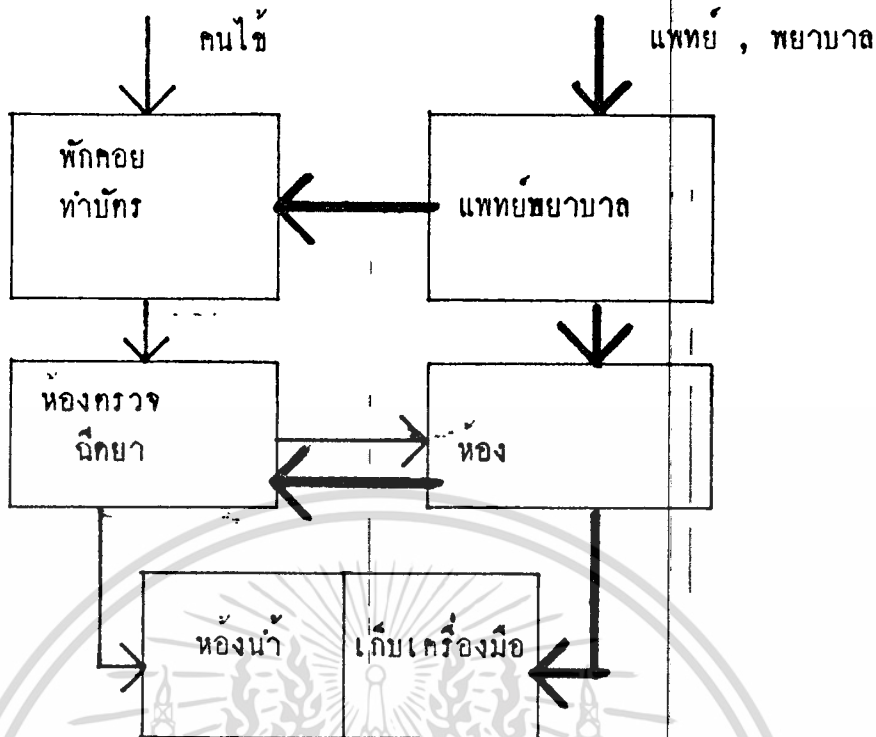 คนไข้
แพทย์ , พยาบาล
พักคอย
ทำบัตร
แพทย์พยาบาล
ห้องตรวจ
ฉีดยา
ห้อง
ห้องน้ำ
เก็บเครื่องมือ